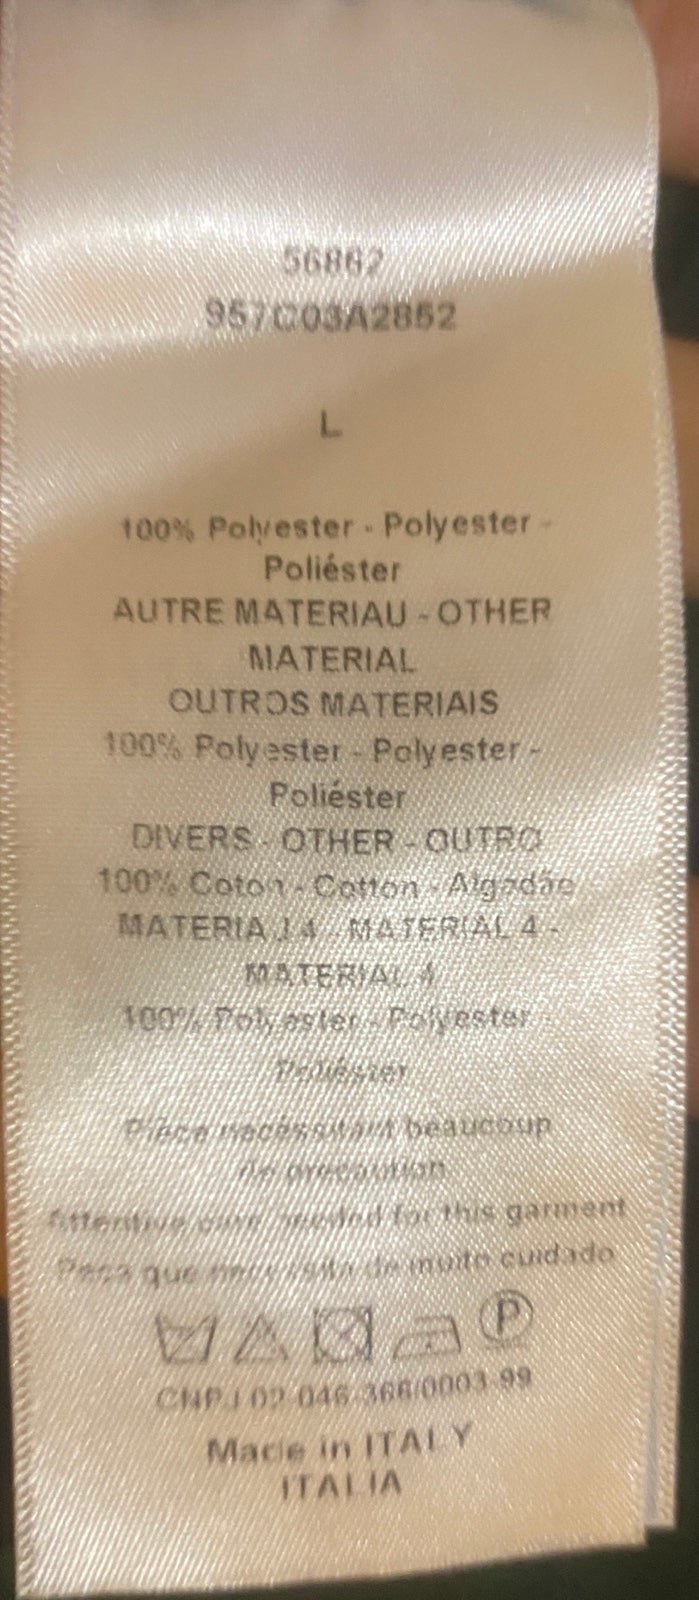 56862
957C03A2852
L
100% Polyester - Polyester -
Poliéster
AUTRE MATERIAU - OTHER
MATERIAL
OUTROS MATERIAIS
100% Polyester - Polyester -
Poliéster
DIVERS - OTHER - OUTRO
100% Coton - Cotton - Algodão
MATERIAU 4 - MATERIAL 4 -
MATERIAL 4
100% Polyester - Polyester -
Poliéster
Pièce nécessitant beaucoup
de précaution
Attentive care needed for this garment
Peça que necessita de muito cuidado
P
CNPJ 02-046-366/0003-99
Made in ITALY
ITALIA